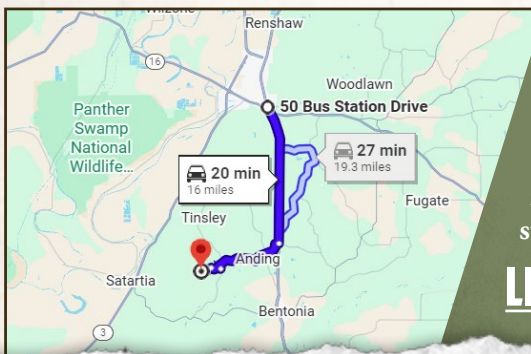 Renshaw
16
Woodlawn
50 Bus Station Drive
Panther
Swamp
National
Wildlife...
27 min
19.3 miles
20 min
16 miles
Fugate
Tinsley
Anding
Satartia
Bentonia
3